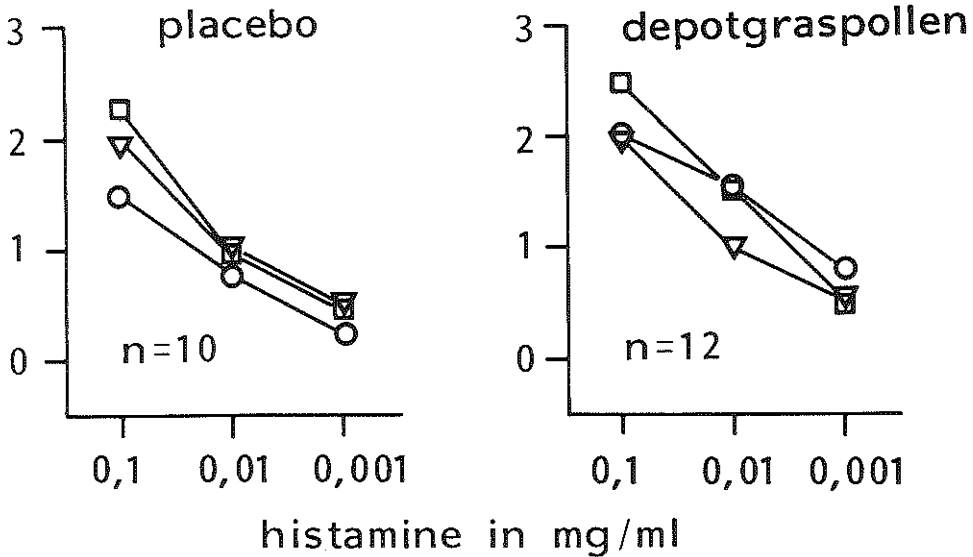 placebo
3
2
1
0
n=10
0,1 0,01 0,001
depotgraspollen
3
2
1
0
n=12
0,1 0,01 0,001
histamine in mg/ml